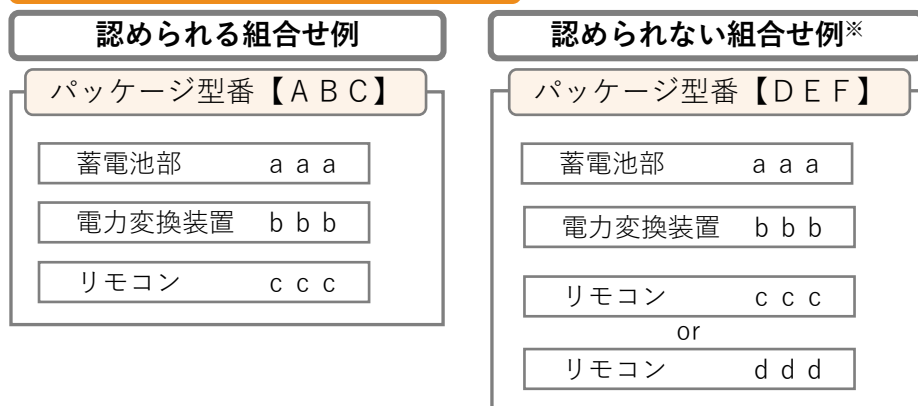 認められる組合せ例
パッケージ型番【ＡＢＣ】
蓄電池部 ａａａ
電力変換装置 ｂｂｂ
リモコン ｃｃｃ
認められない組合せ例※
パッケージ型番【ＤＥＦ】
蓄電池部 ａａａ
電力変換装置 ｂｂｂ
リモコン ｃｃｃ
or
リモコン ｄｄｄ